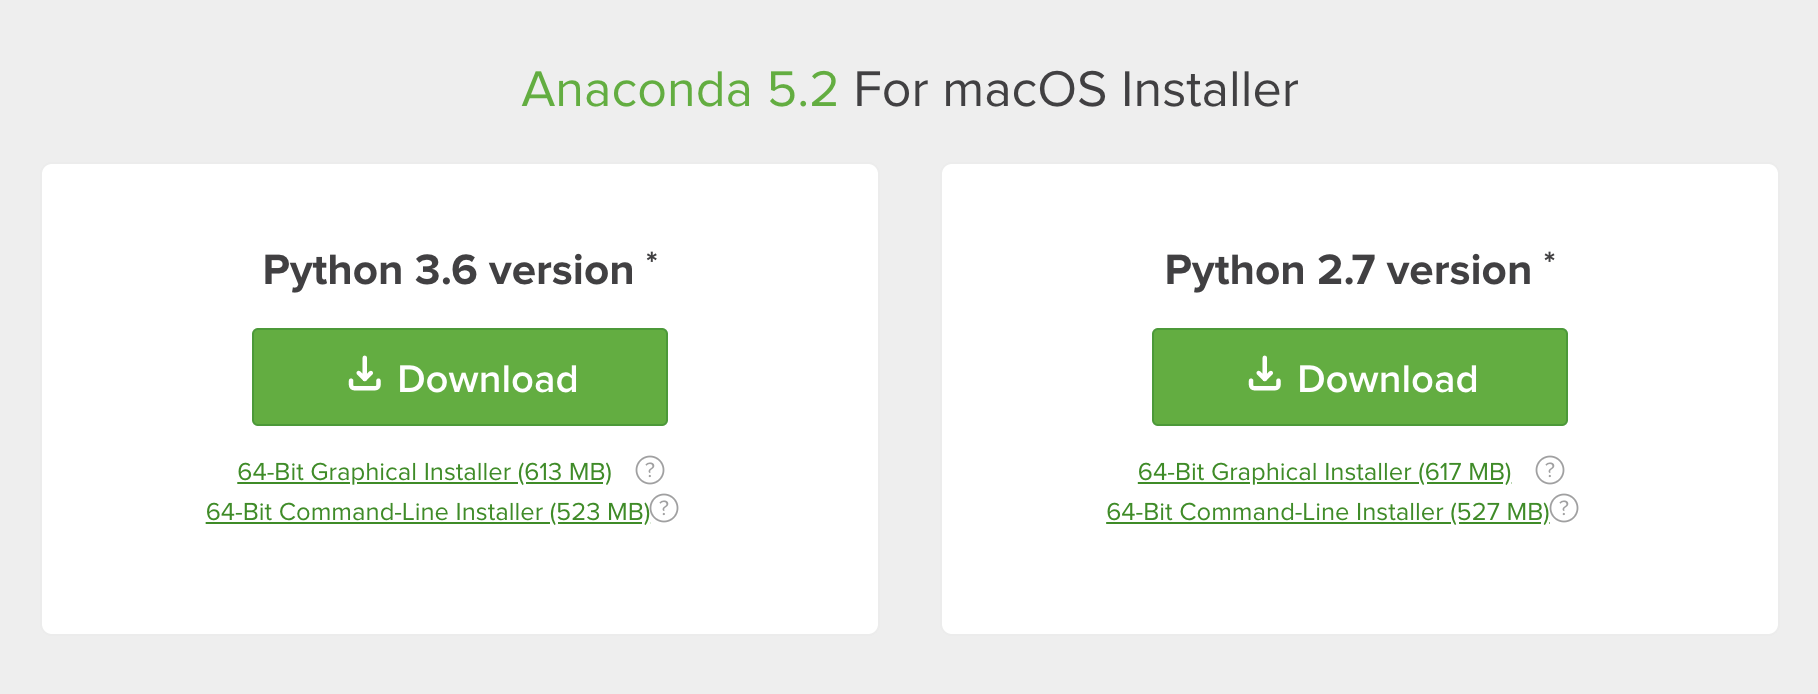 Anaconda 5.2 For macOS Installer
Python 3.6 version *
Download
64-Bit Graphical Installer (613 MB) ?
64-Bit Command-Line Installer (523 MB) ?
Python 2.7 version *
Download
64-Bit Graphical Installer (617 MB) ?
64-Bit Command-Line Installer (527 MB) ?